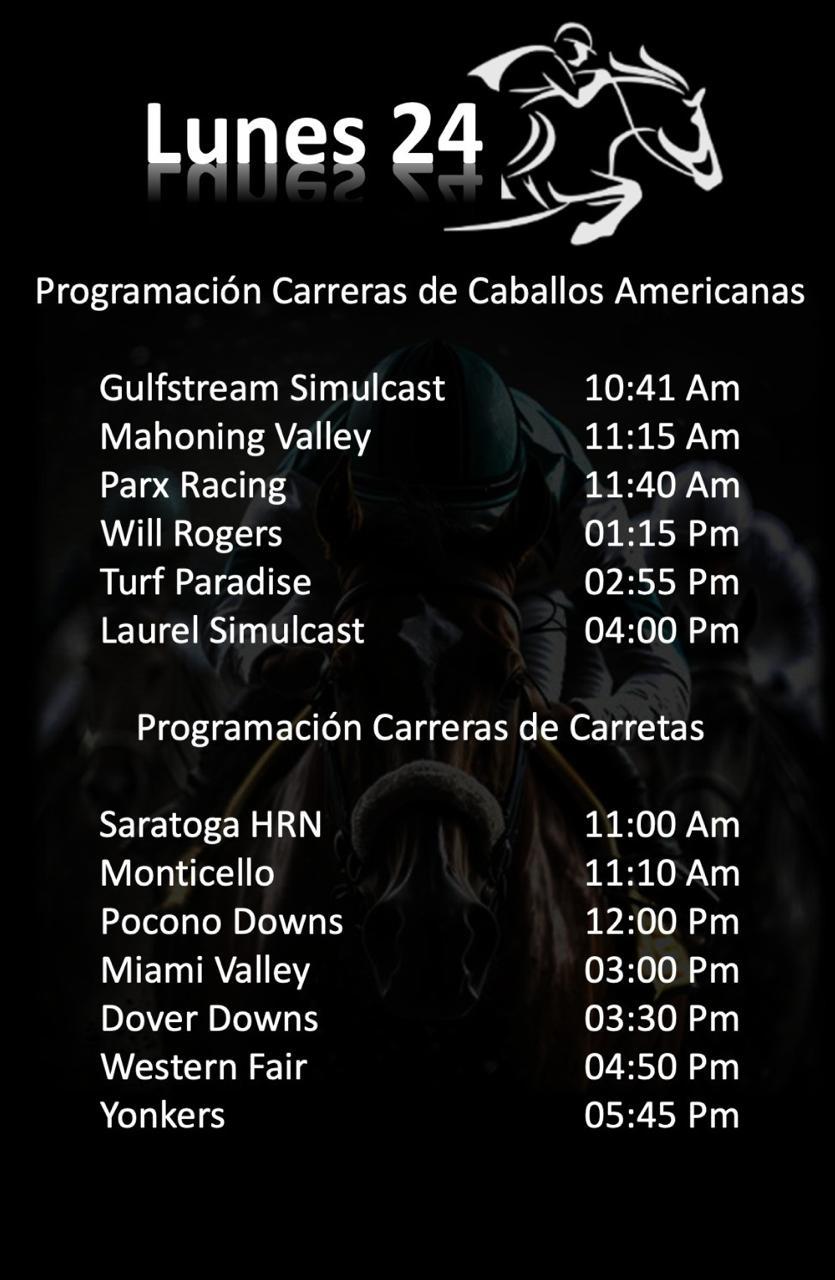 Lunes 24
Programación Carreras de Caballos Americanas
Gulfstream Simulcast 10:41 Am
Mahoning Valley 11:15 Am
Parx Racing 11:40 Am
Will Rogers 01:15 Pm
Turf Paradise 02:55 Pm
Laurel Simulcast 04:00 Pm
Programación Carreras de Carretas
Saratoga HRN 11:00 Am
Monticello 11:10 Am
Pocono Downs 12:00 Pm
Miami Valley 03:00 Pm
Dover Downs 03:30 Pm
Western Fair 04:50 Pm
Yonkers 05:45 Pm